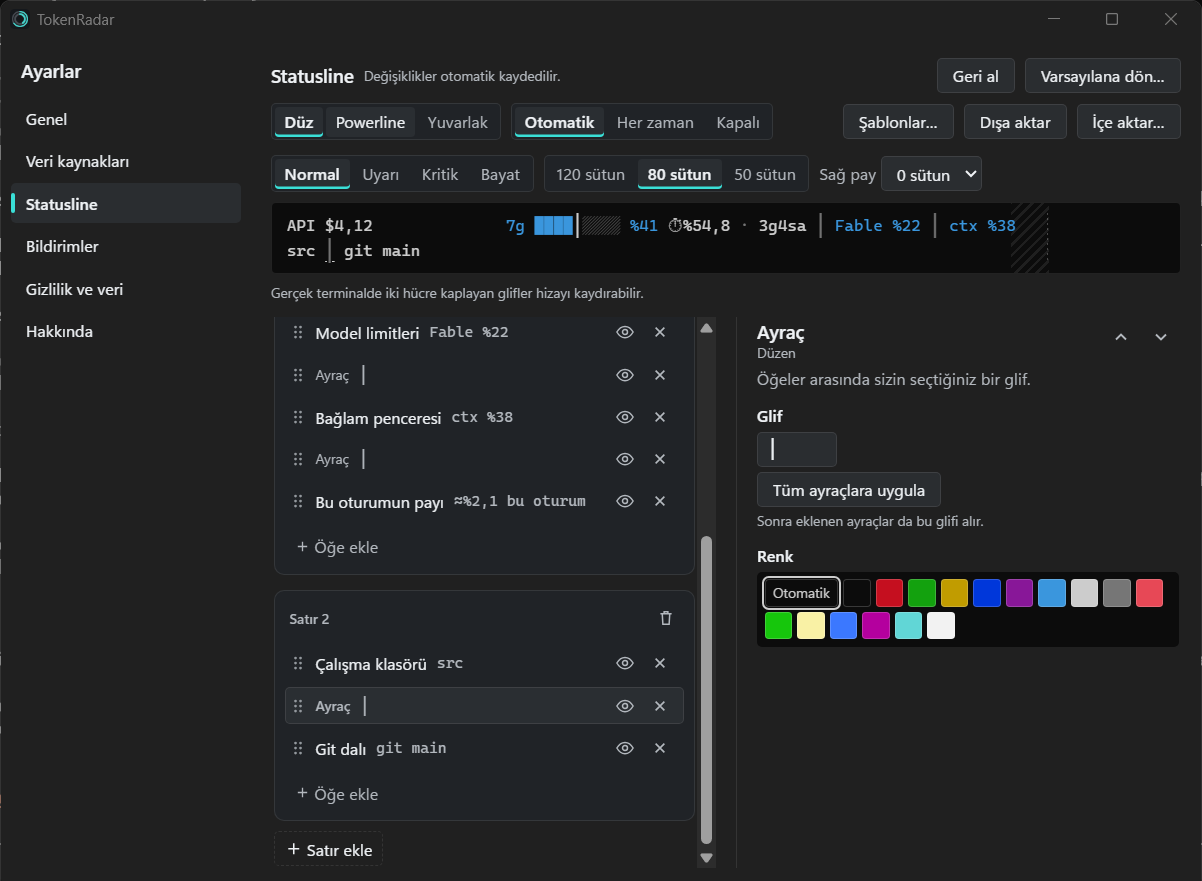 TokenRadar
Ayarlar
Genel
Veri kaynakları
Statusline
Bildirimler
Gizlilik ve veri
Hakkında
Statusline Değişiklikler otomatik kaydedilir.
Geri al Varsayılana dön...
Düz Powerline Yuvarlak Otomatik Her zaman Kapalı
Şablonlar... Dışa aktar İçe aktar...
Normal Uyarı Kritik Bayat 120 sütun 80 sütun 50 sütun Sağ pay 0 sütun
API $4,12 7g %41 ⏱%54,8 · 3g4sa │ Fable %22 │ ctx %38
src │ git main
Gerçek terminalde iki hücre kaplayan glifler hizayı kaydırabilir.
Model limitleri Fable %22
Ayraç │
Bağlam penceresi ctx %38
Ayraç │
Bu oturumun payı ≈%2,1 bu oturum
+ Öğe ekle
Satır 2
Çalışma klasörü src
Ayraç │
Git dalı git main
+ Öğe ekle
+ Satır ekle
Ayraç
Düzen
Öğeler arasında sizin seçtiğiniz bir glif.
Glif
│
Tüm ayraçlara uygula
Sonra eklenen ayraçlar da bu glifi alır.
Renk
Otomatik